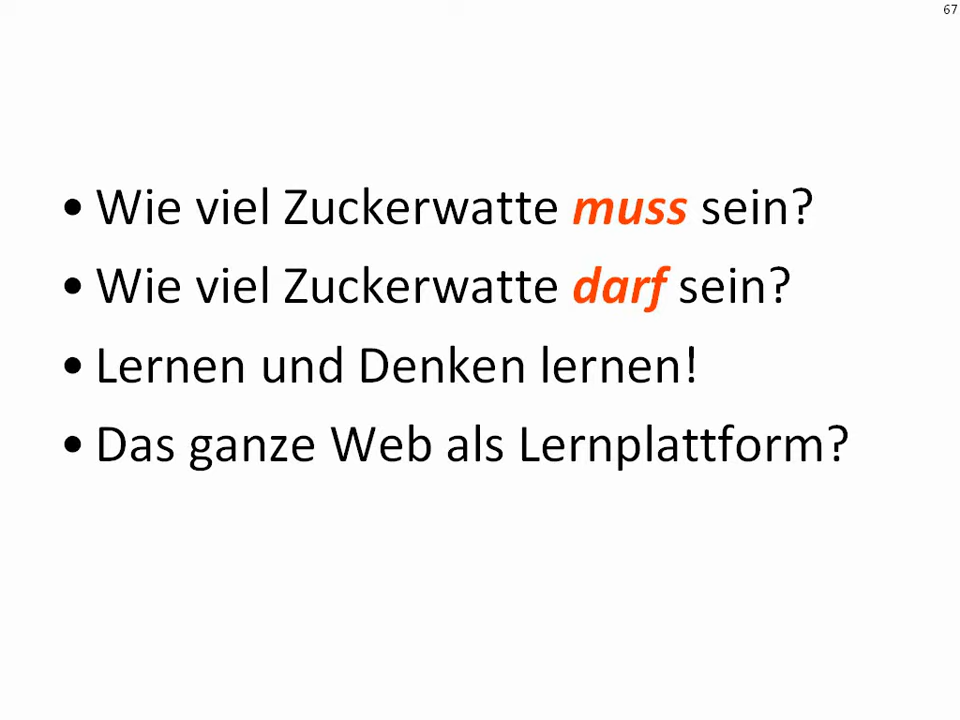 67
• Wie viel Zuckerwatte muss sein?
• Wie viel Zuckerwatte darf sein?
• Lernen und Denken lernen!
• Das ganze Web als Lernplattform?